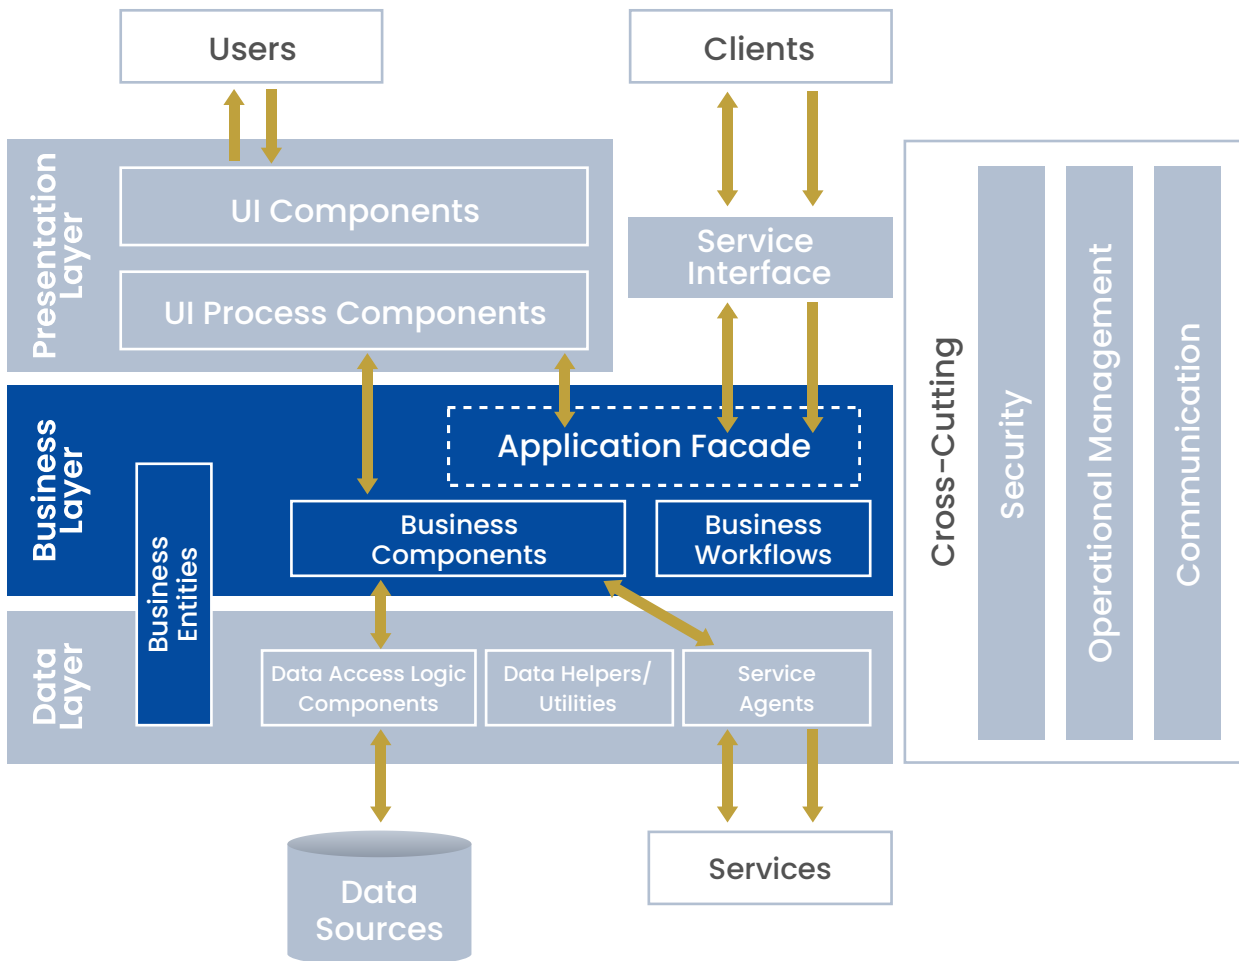 Users
Clients
Presentation
Layer
UI Components
UI Process Components
Service
Interface
Business
Layer
Application Facade
Business
Components
Business
Workflows
Business
Entities
Data
Layer
Data Access Logic
Components
Data Helpers/
Utilities
Service
Agents
Data
Sources
Services
Cross-Cutting
Security
Operational Management
Communication